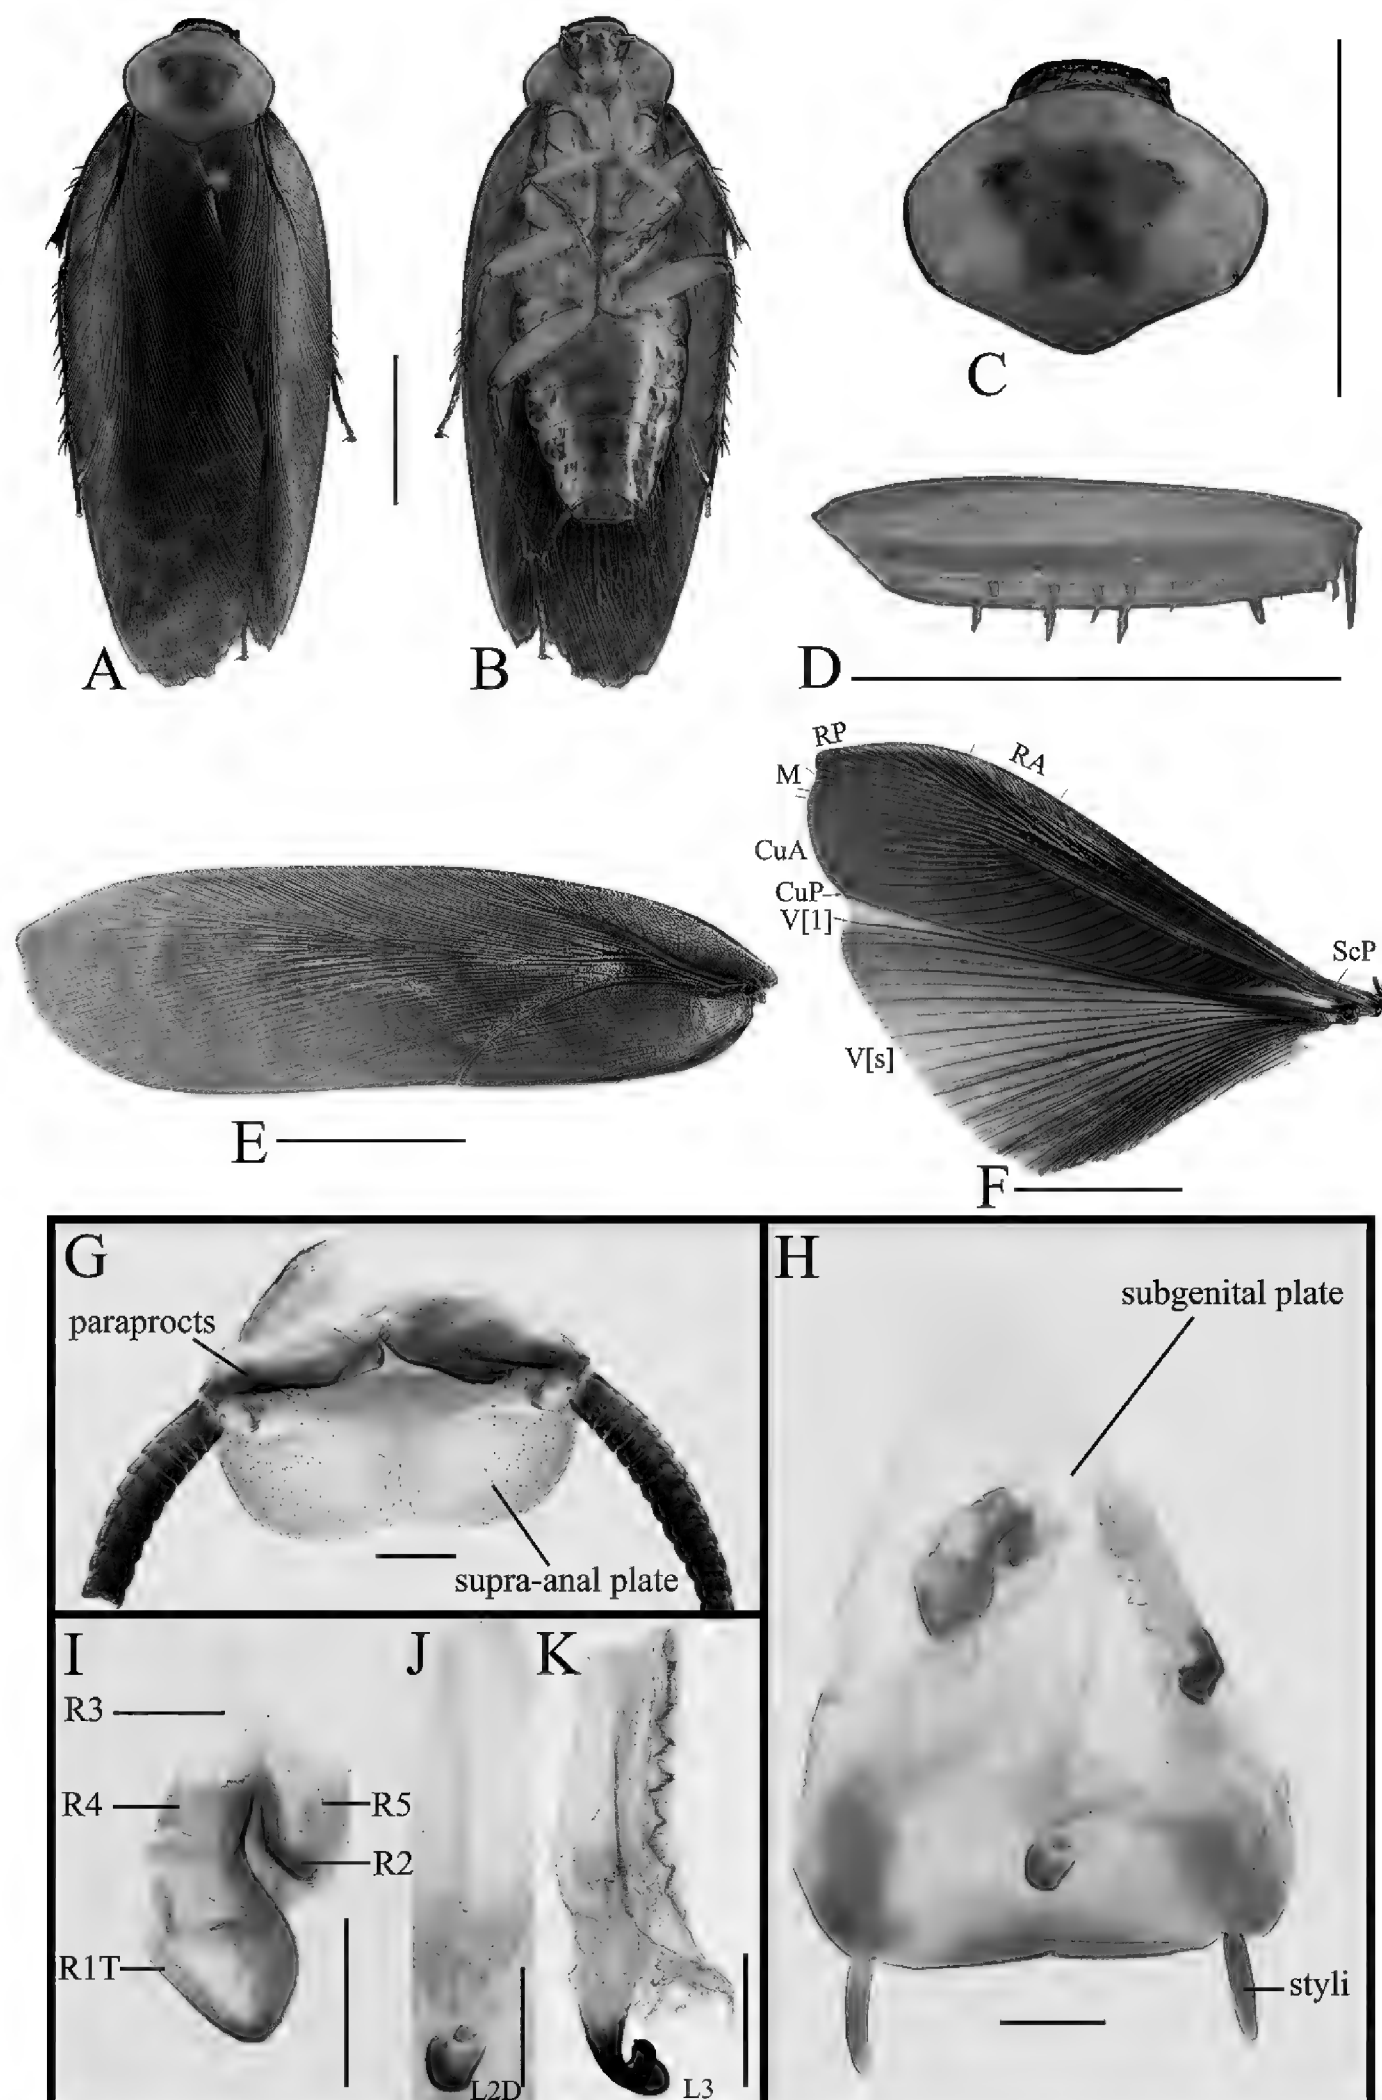 A
B
C
D
RP
RA
M
CuA
CuP
V[1]
ScP
V[s]
E
F
G
paraprocts
supra-anal plate
H
subgenital plate
styli
I
R3
R4
R5
R2
R1T
J
L2D
K
L3